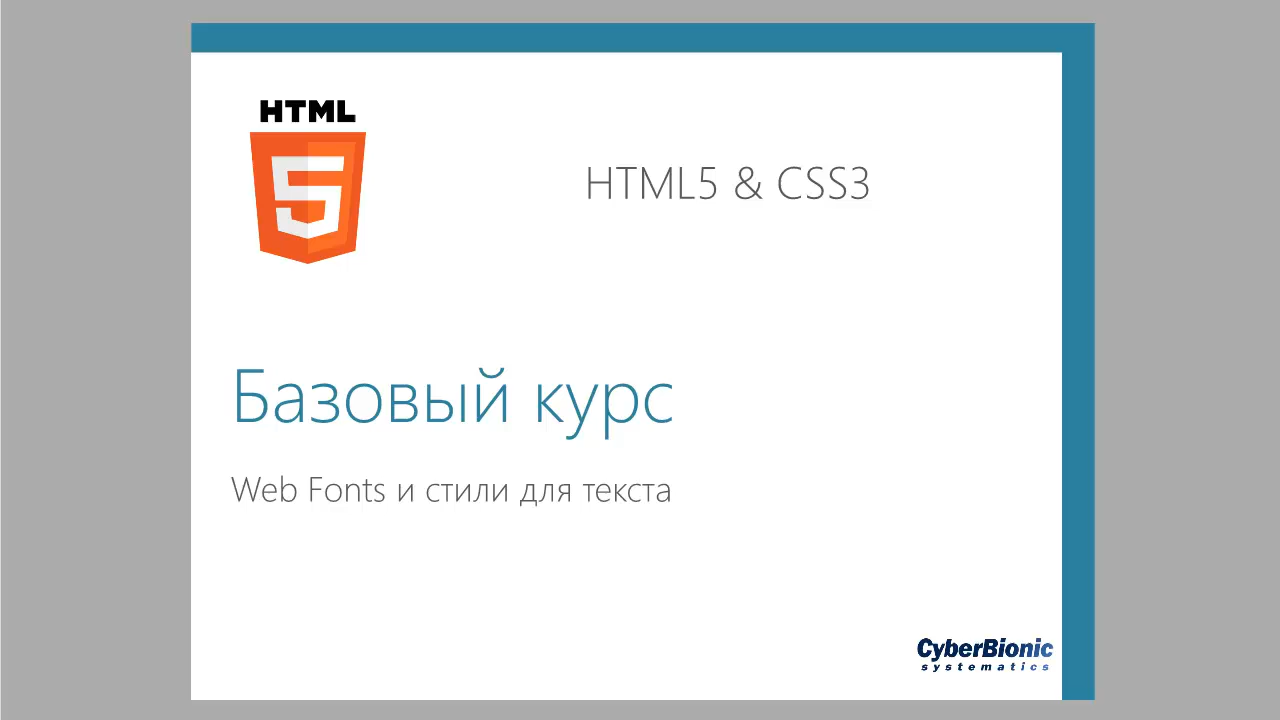 HTML
5
HTML5 & CSS3
Базовый курс
Web Fonts и стили для текста
CyberBionic
systematics